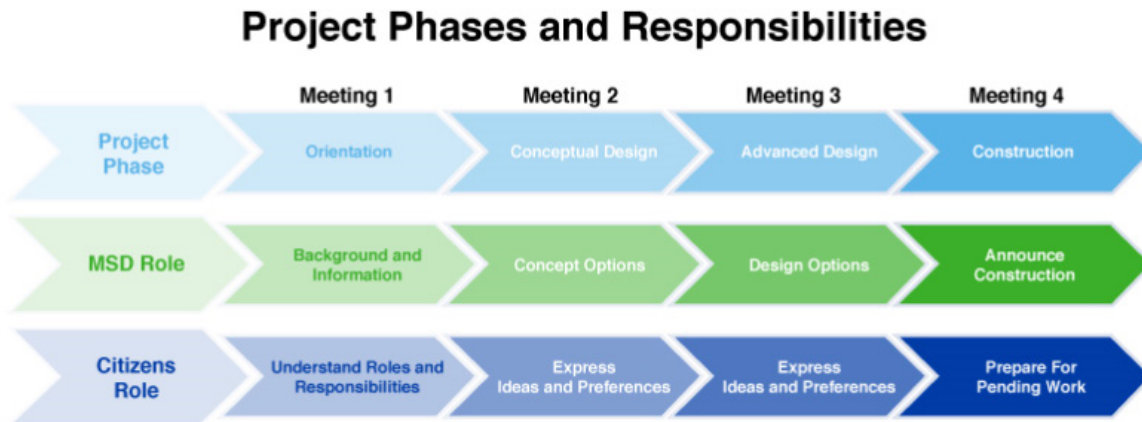 Project Phases and Responsibilities
Meeting 1
Meeting 2
Meeting 3
Meeting 4
Project
Phase
Orientation
Conceptual Design
Advanced Design
Construction
MSD Role
Background and
Information
Concept Options
Design Options
Announce
Construction
Citizens
Role
Understand Roles and
Responsibilities
Express
Ideas and Preferences
Express
Ideas and Preferences
Prepare For
Pending Work